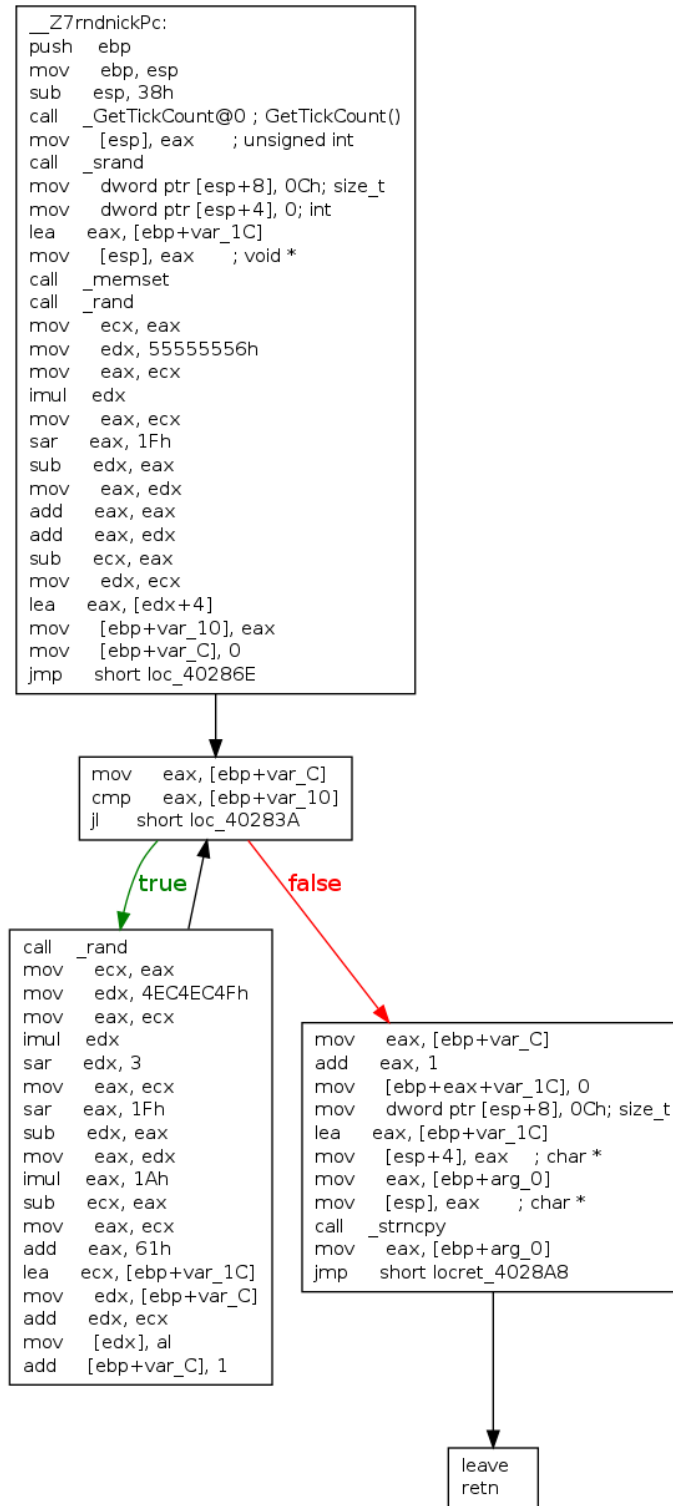 __Z7rndnickPc:
push ebp
mov ebp, esp
sub esp, 38h
call _GetTickCount@0 ; GetTickCount()
mov [esp], eax ; unsigned int
call _srand
mov dword ptr [esp+8], 0Ch; size_t
mov dword ptr [esp+4], 0; int
lea eax, [ebp+var_1C]
mov [esp], eax ; void *
call _memset
call _rand
mov ecx, eax
mov edx, 55555556h
mov eax, ecx
imul edx
mov eax, ecx
sar eax, 1Fh
sub edx, eax
mov eax, edx
add eax, eax
add eax, edx
sub ecx, eax
mov edx, ecx
lea eax, [edx+4]
mov [ebp+var_10], eax
mov [ebp+var_C], 0
jmp short loc_40286E
mov eax, [ebp+var_C]
cmp eax, [ebp+var_10]
jl short loc_40283A
true
false
call _rand
mov ecx, eax
mov edx, 4EC4EC4Fh
mov eax, ecx
imul edx
sar edx, 3
mov eax, ecx
sar eax, 1Fh
sub edx, eax
mov eax, edx
imul eax, 1Ah
sub ecx, eax
mov eax, ecx
add eax, 61h
lea ecx, [ebp+var_1C]
mov edx, [ebp+var_C]
add edx, ecx
mov [edx], al
add [ebp+var_C], 1
mov eax, [ebp+var_C]
add eax, 1
mov [ebp+eax+var_1C], 0
mov dword ptr [esp+8], 0Ch; size_t
lea eax, [ebp+var_1C]
mov [esp+4], eax ; char *
mov eax, [ebp+arg_0]
mov [esp], eax ; char *
call _strncpy
mov eax, [ebp+arg_0]
jmp short locret_4028A8
leave
retn